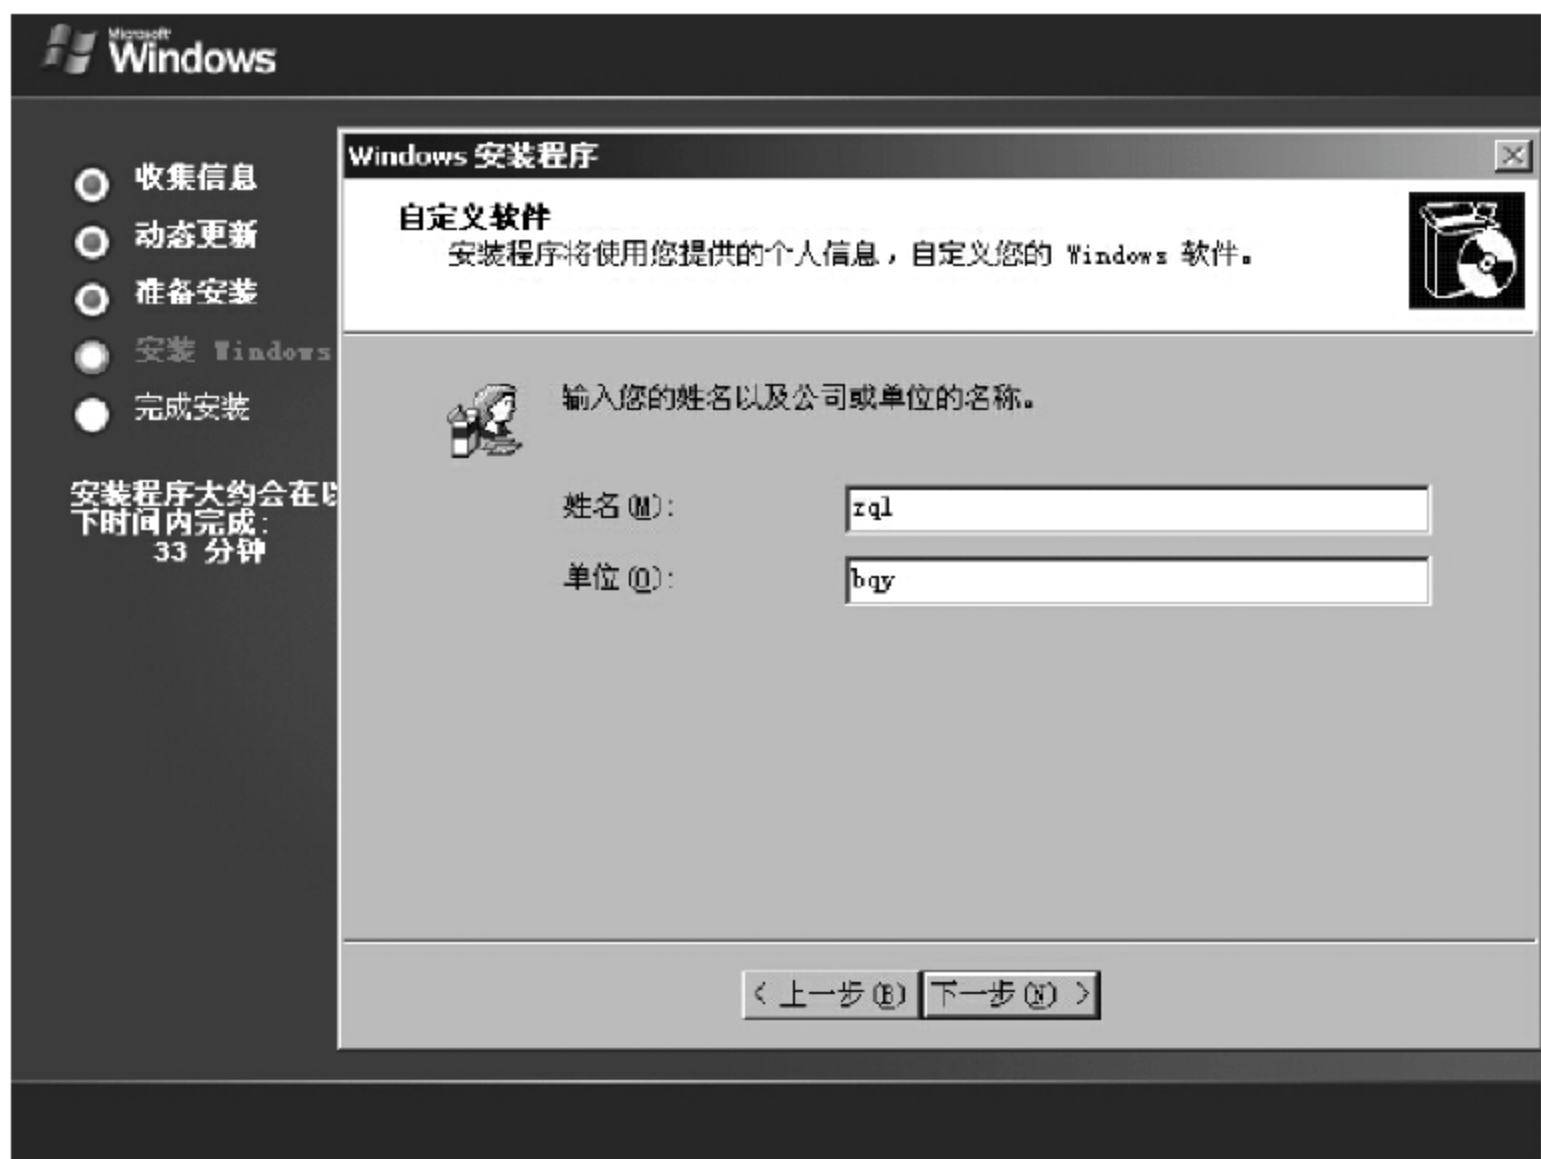 Microsoft
Windows
收集信息
动态更新
准备安装
安装 Windows
完成安装
安装程序大约会在以
下时间内完成:
33 分钟
Windows 安装程序
自定义软件
安装程序将使用您提供的个人信息，自定义您的 Windows 软件。
输入您的姓名以及公司或单位的名称。
姓名(M): zql
单位(O): bqy
< 上一步(B) 下一步(N) >